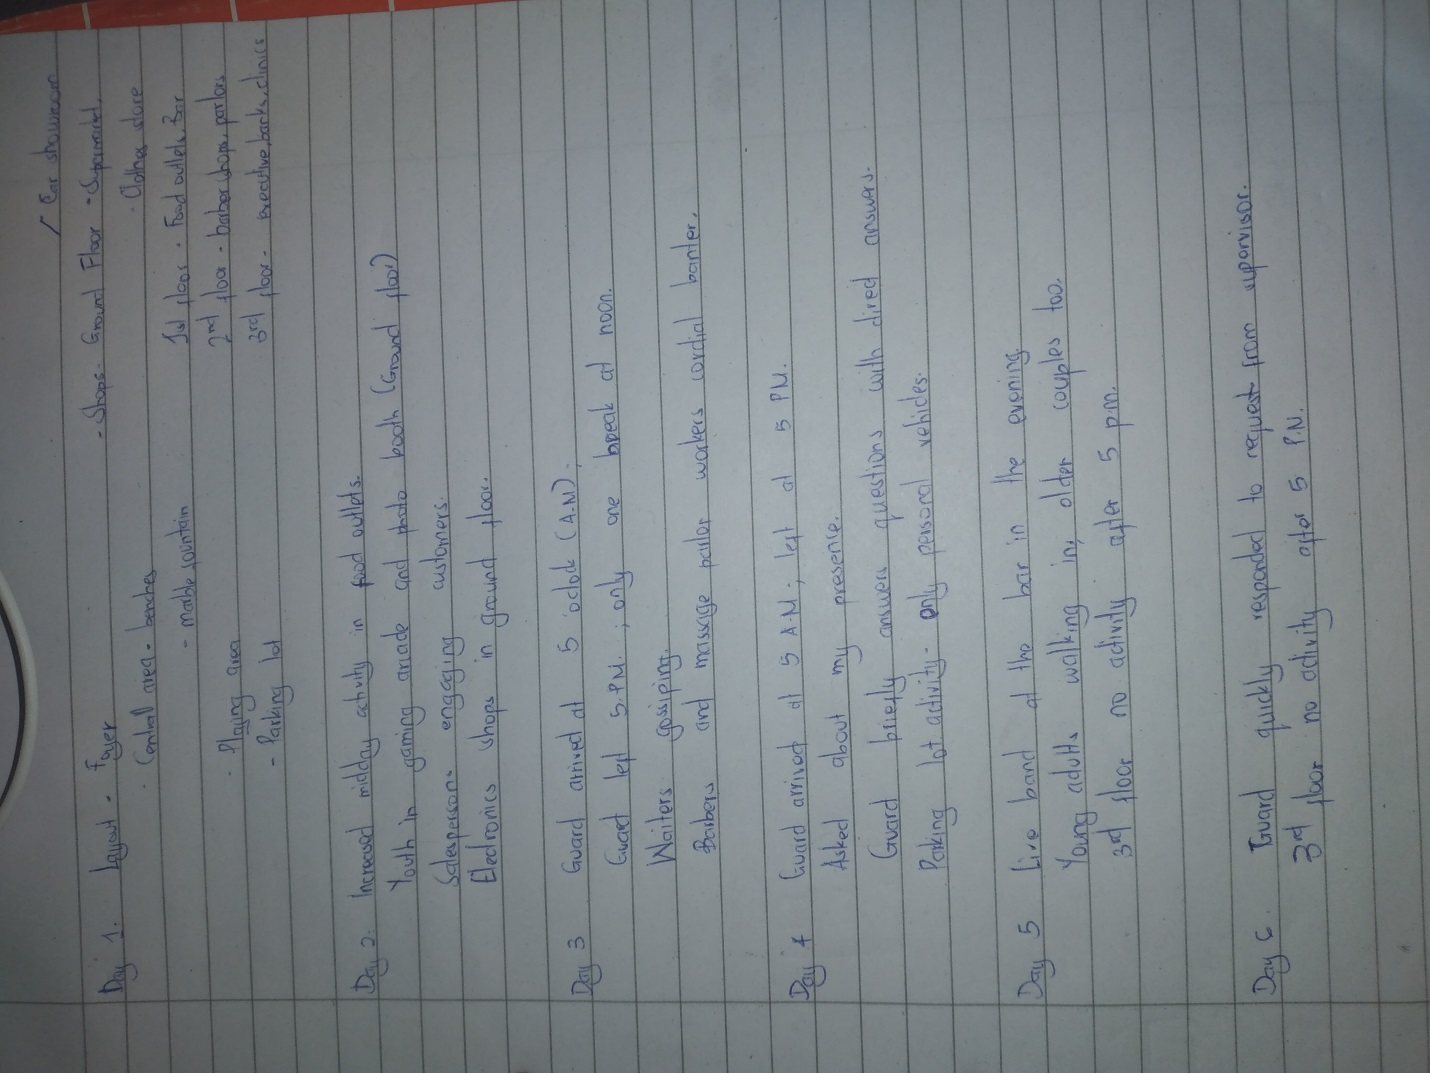 / Car showroom
Day 1. Layout - Foyer - Shops - Ground Floor - Supermarket,
· Central area - benches · Clothes store
- marble fountain 1st floor - Food outlets, Bar
· Playing area 2nd floor - barber shops, parlors
- Parking lot 3rd floor - executive, banks, clinics
Day 2. Increased midday activity in food outlets.
Youth in gaming arcade and photo booth (Ground floor)
Salespersons engaging customers.
Electronics shops in ground floor.
Day 3 Guard arrived at 5 oclock (A.M).
Guard left 5.P.M. ; only one break at noon.
Waiters gossiping.
Barbers and massage parlor workers cordial banter.
Day 4 Guard arrived at 5 A.M ; left at 5 P.M.
Asked about my presence.
Guard briefly answers questions with direct answers.
Parking lot activity - only personal vehicles.
Day 5 Live band at the bar in the evening.
Young adults walking in, older couples too.
3rd floor no activity after 5 p.m.
Day 6. Guard quickly responded to request from supervisor.
3rd floor no activity after 5 P.M.